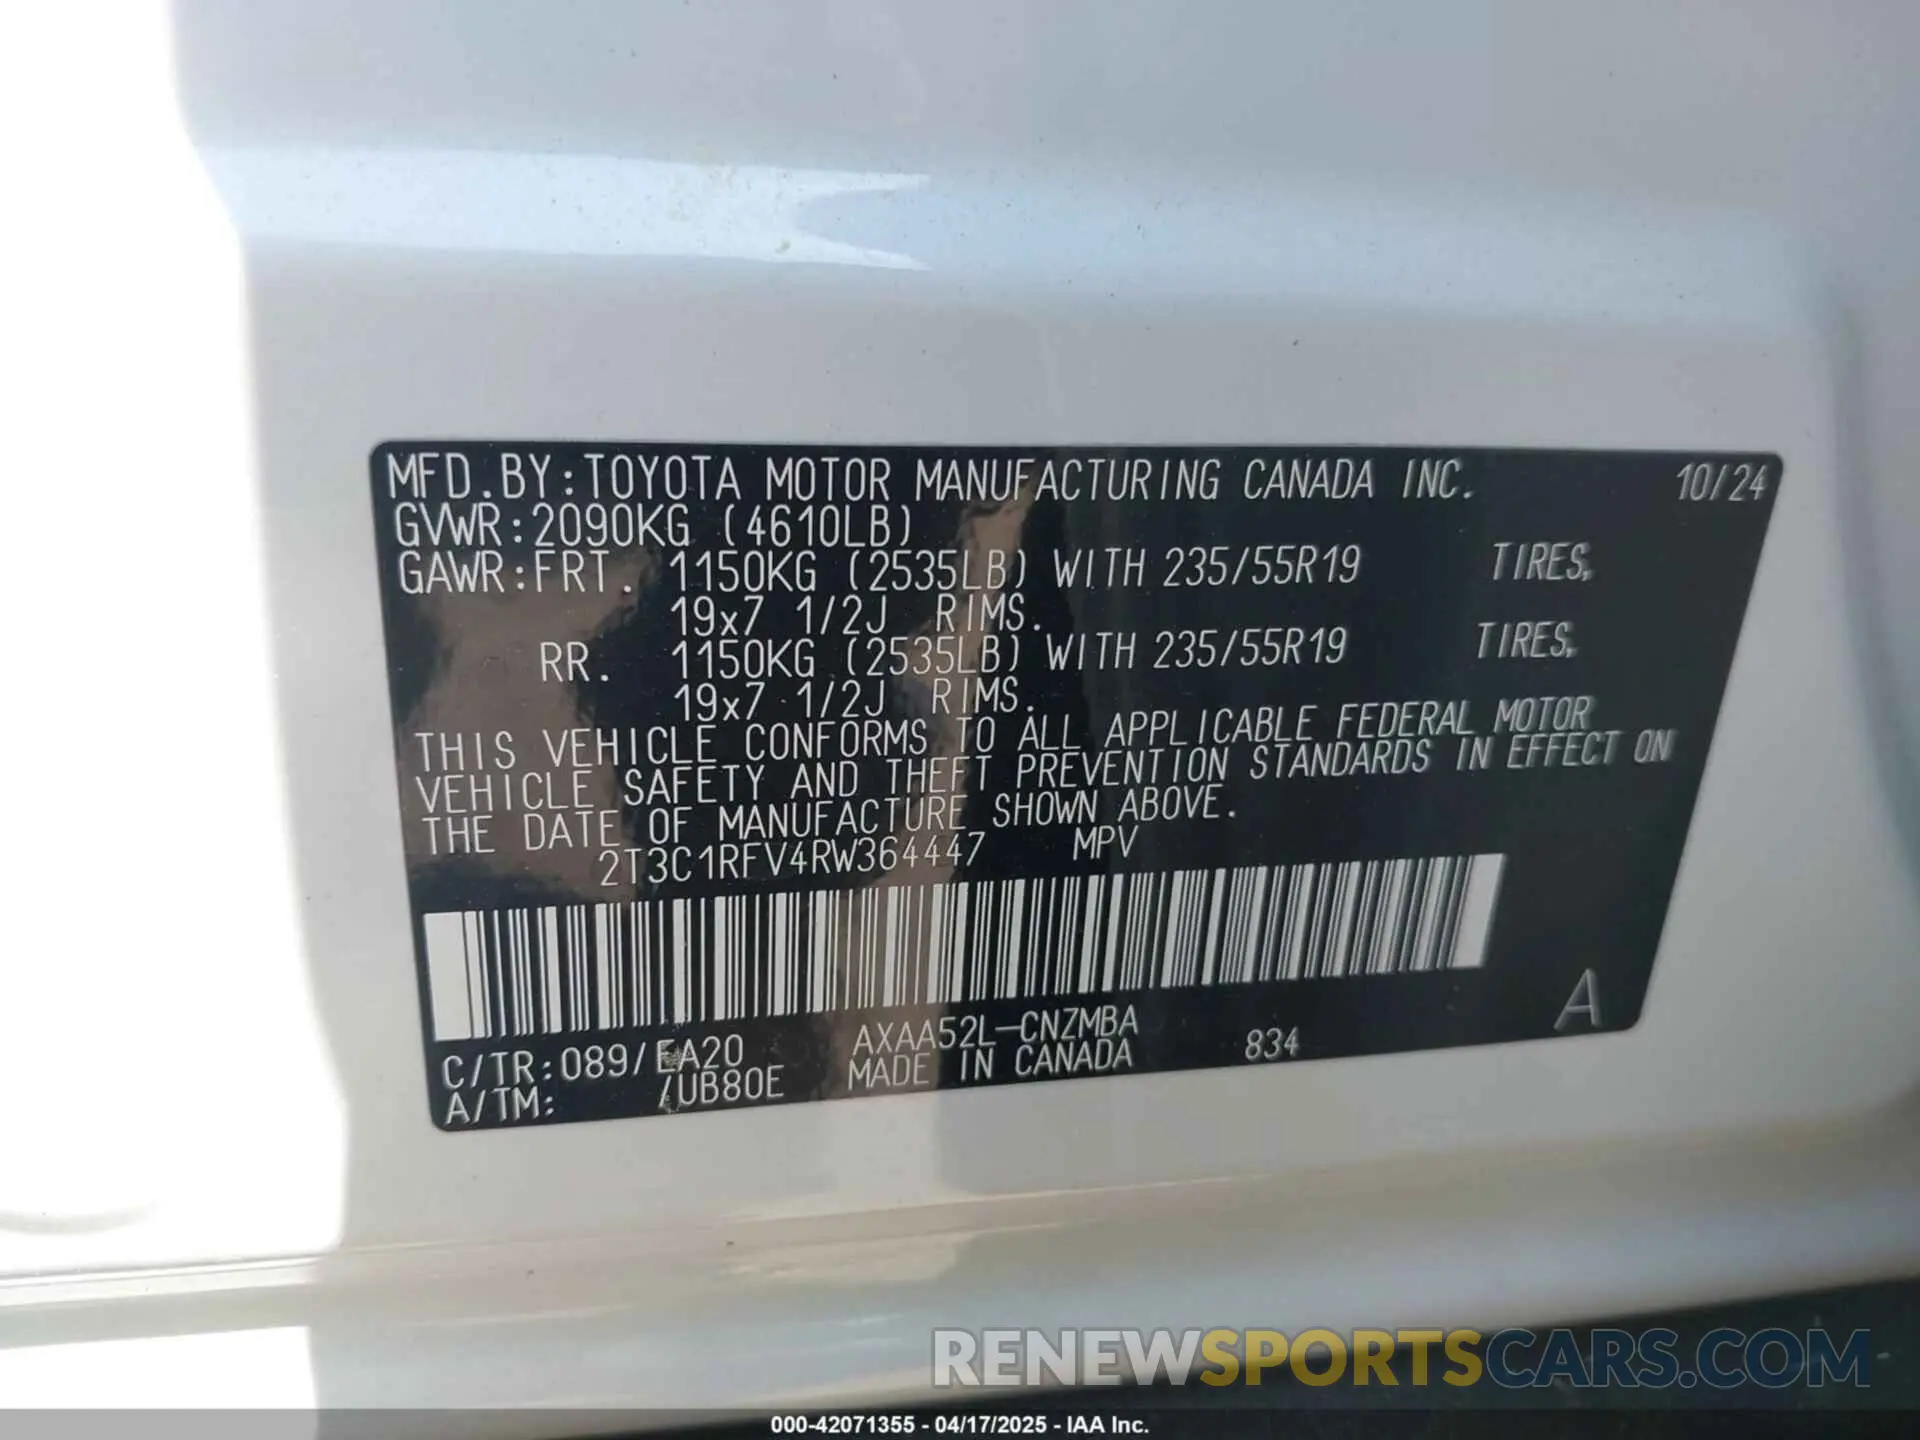 MFD.BY:TOYOTA MOTOR MANUFACTURING CANADA INC. 10/24
GVWR:2090KG (4610LB)
GAWR:FRT. 1150KG (2535LB) WITH 235/55R19 TIRES,
19x7 1/2J RIMS.
RR. 1150KG (2535LB) WITH 235/55R19 TIRES,
19x7 1/2J RIMS.
THIS VEHICLE CONFORMS TO ALL APPLICABLE FEDERAL MOTOR
VEHICLE SAFETY AND THEFT PREVENTION STANDARDS IN EFFECT ON
THE DATE OF MANUFACTURE SHOWN ABOVE.
2T3C1RFV4RW364447 MPV
A
C/TR:089/EA20 AXAA52L-CNZMBA 834
A/TM: /UB80E MADE IN CANADA
RENEWSPORTSCARS.COM
000-42071355 - 04/17/2025 - IAA Inc.